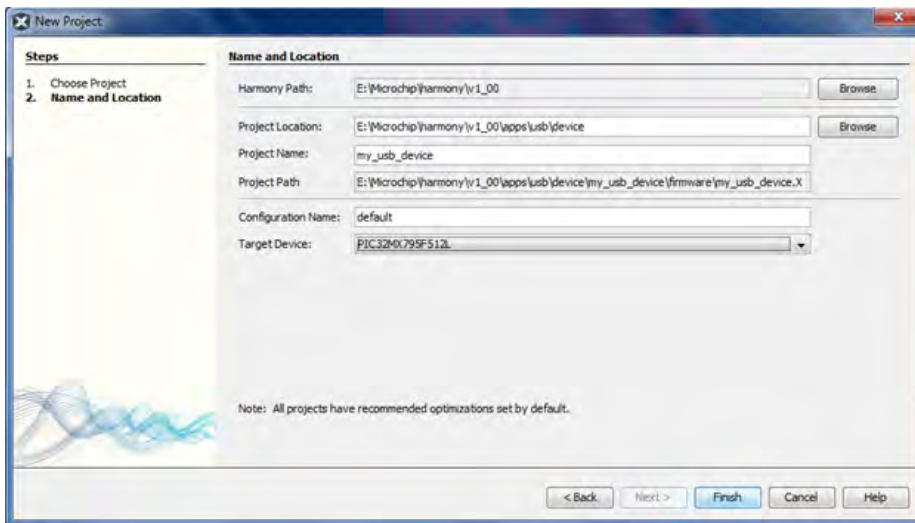 New Project
Steps
1. Choose Project
2. Name and Location
Name and Location
Harmony Path: E:\Microchip\harmony\v1_00 Browse
Project Location: E:\Microchip\harmony\v1_00\apps\usb\device Browse
Project Name: my_usb_device
Project Path E:\Microchip\harmony\v1_00\apps\usb\device\my_usb_device\firmware\my_usb_device.X
Configuration Name: default
Target Device: PIC32MX795F512L
Note: All projects have recommended optimizations set by default.
< Back Next > Finish Cancel Help